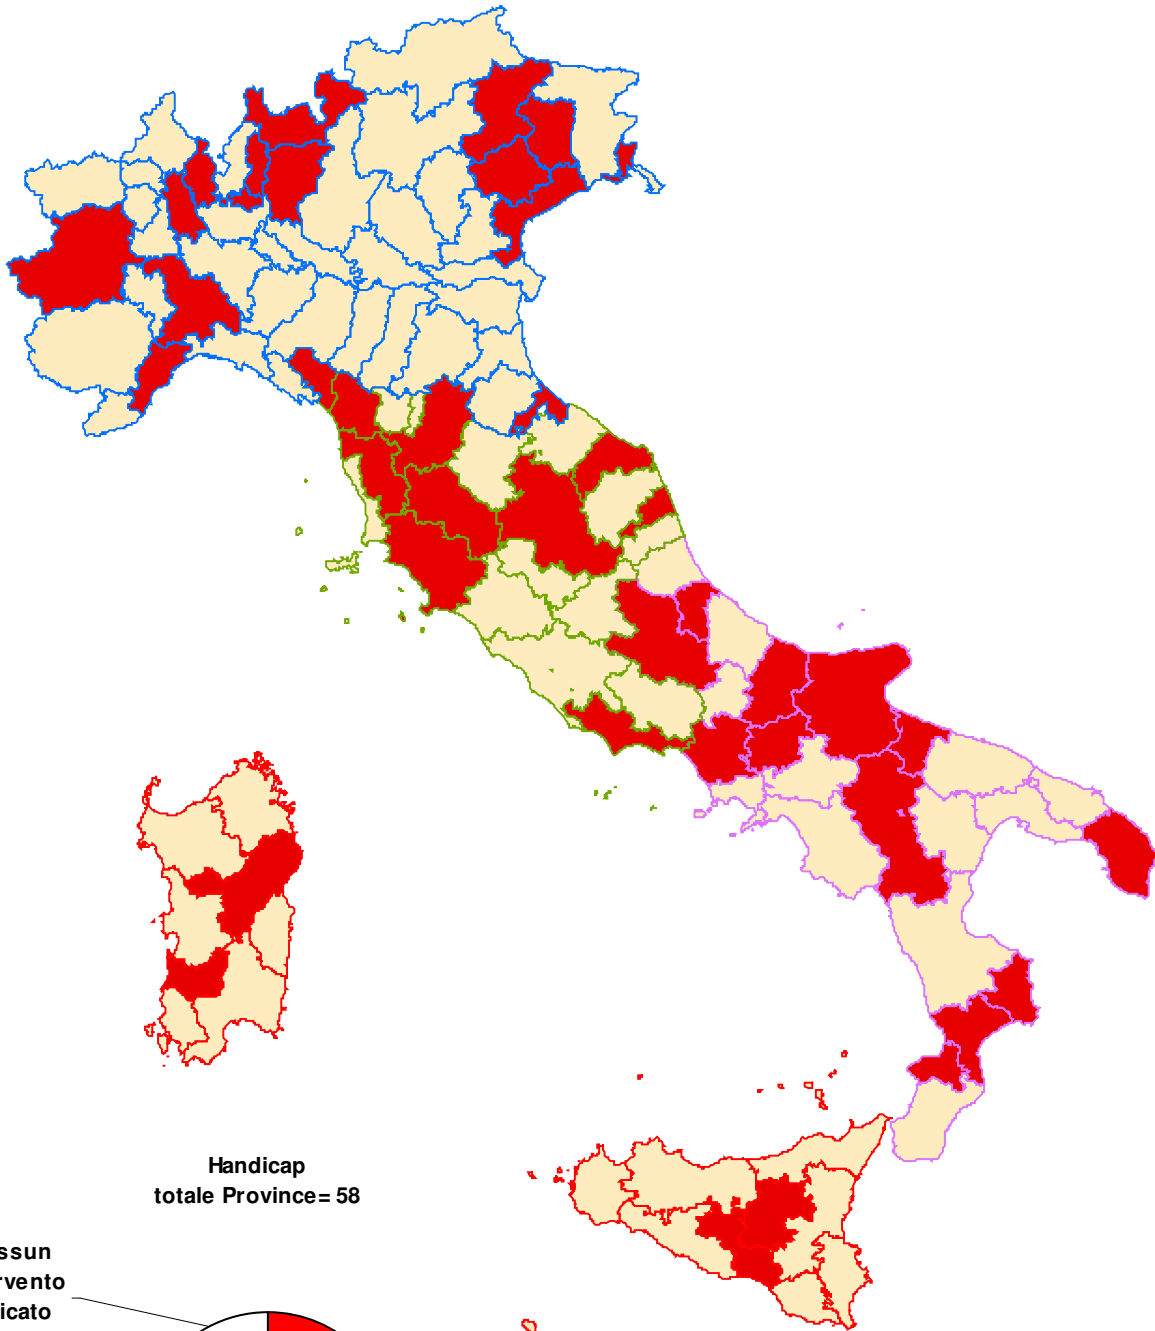 Handicap
totale Province= 58
ssun
rvento
icato